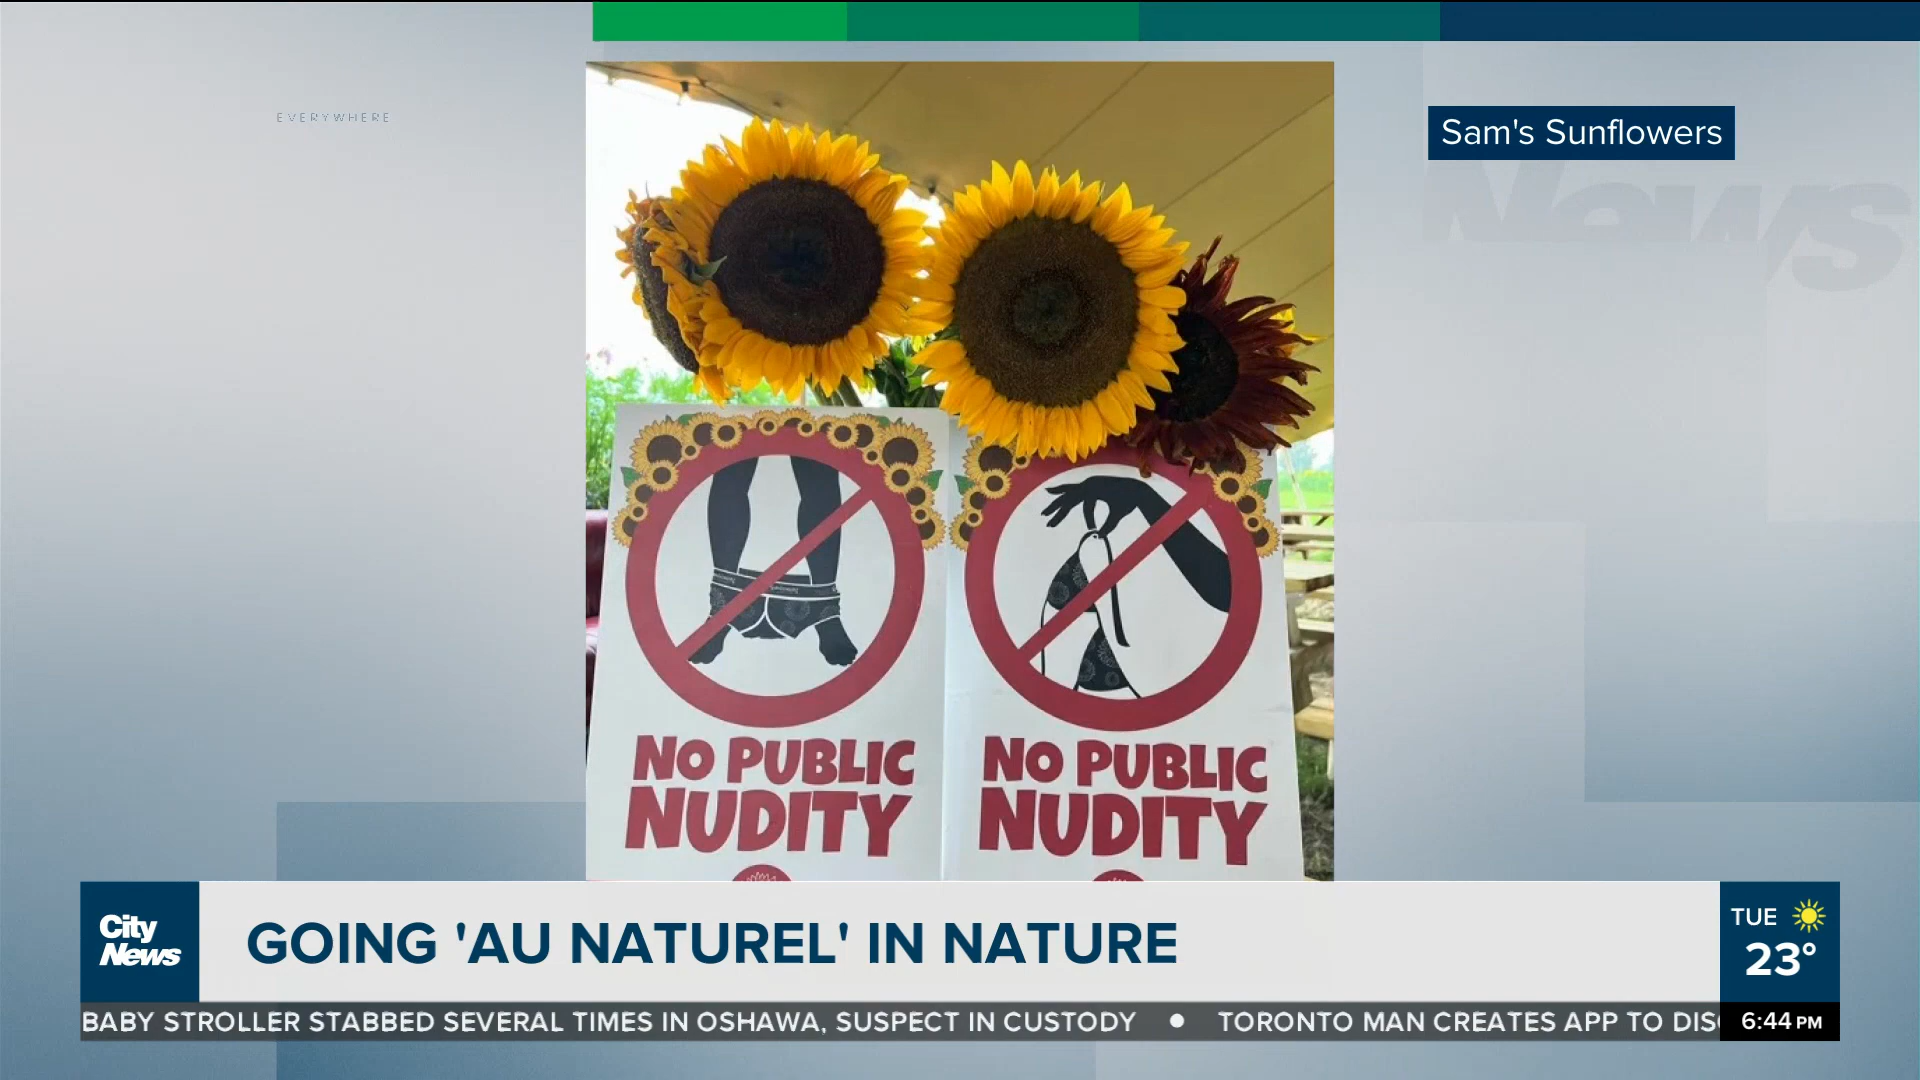 EVERYWHERE
Sam's Sunflowers
News
NO PUBLIC
NUDITY
NO PUBLIC
NUDITY
City
News
GOING 'AU NATUREL' IN NATURE
TUE
23°
BABY STROLLER STABBED SEVERAL TIMES IN OSHAWA, SUSPECT IN CUSTODY • TORONTO MAN CREATES APP TO
6:44 PM